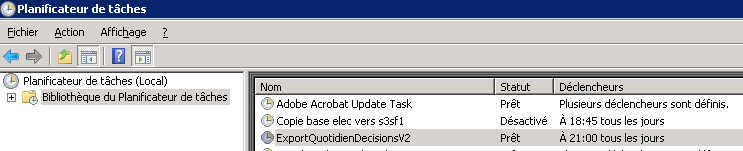 Planificateur de tâches
Fichier Action Affichage ?
Planificateur de tâches (Local)
Bibliothèque du Planificateur de tâches
Nom Statut Déclencheurs
Adobe Acrobat Update Task Prêt Plusieurs déclencheurs sont définis.
Copie base elec vers s3sf1 Désactivé À 18:45 tous les jours
ExportQuotidienDecisionsV2 Prêt À 21:00 tous les jours